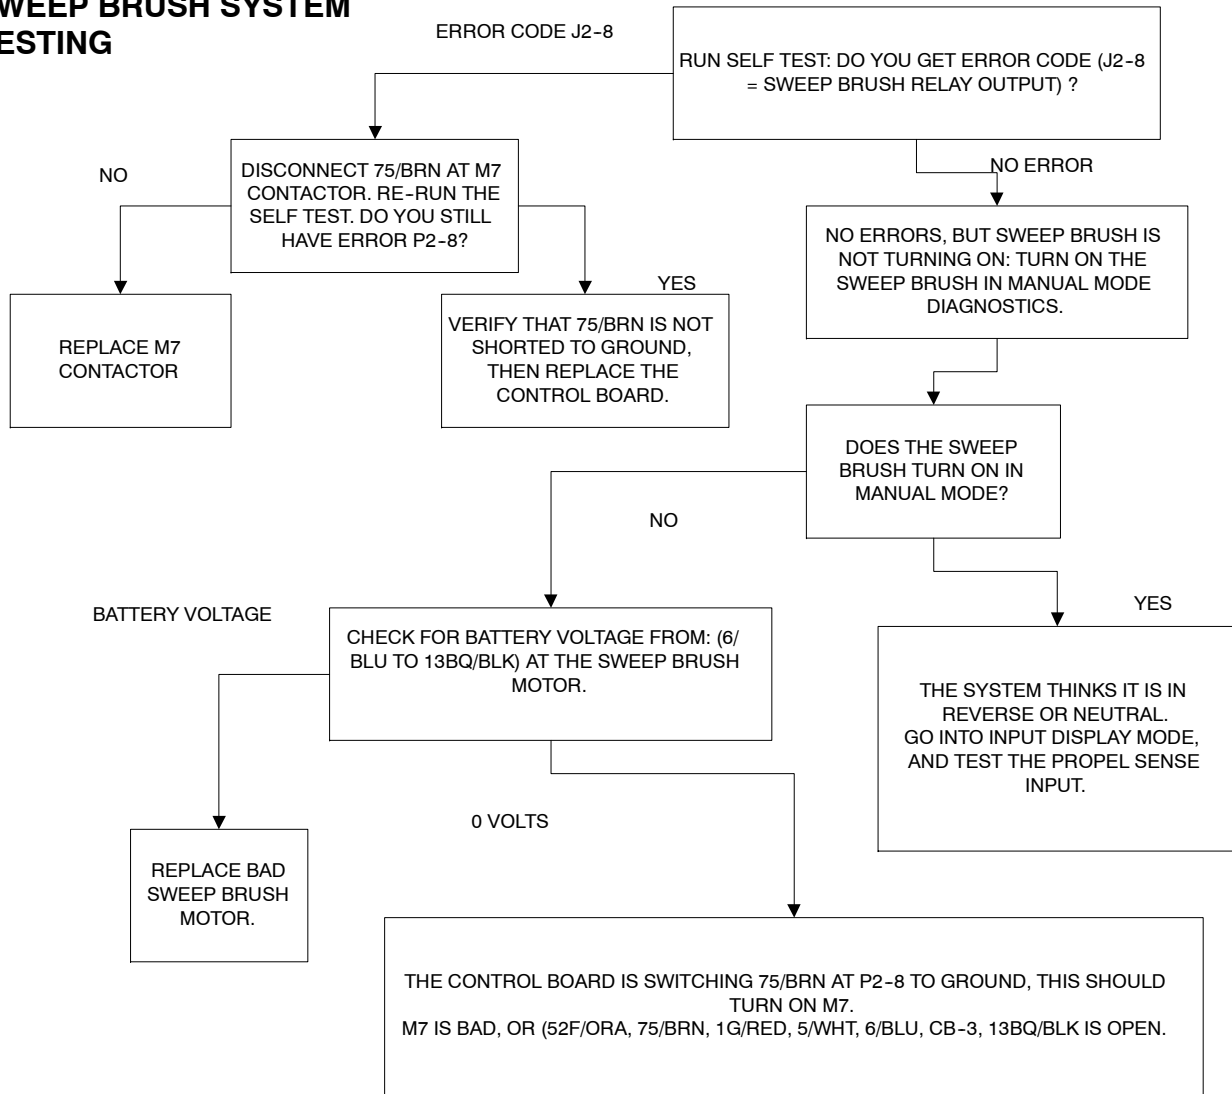 WEEP BRUSH SYSTEM
ESTING
ERROR CODE J2-8
RUN SELF TEST: DO YOU GET ERROR CODE (J2-8
= SWEEP BRUSH RELAY OUTPUT) ?
NO
DISCONNECT 75/BRN AT M7
CONTACTOR. RE-RUN THE
SELF TEST. DO YOU STILL
HAVE ERROR P2-8?
NO ERROR
NO ERRORS, BUT SWEEP BRUSH IS
NOT TURNING ON: TURN ON THE
SWEEP BRUSH IN MANUAL MODE
DIAGNOSTICS.
YES
REPLACE M7
CONTACTOR
VERIFY THAT 75/BRN IS NOT
SHORTED TO GROUND,
THEN REPLACE THE
CONTROL BOARD.
DOES THE SWEEP
BRUSH TURN ON IN
MANUAL MODE?
NO
BATTERY VOLTAGE
YES
CHECK FOR BATTERY VOLTAGE FROM: (6/
BLU TO 13BQ/BLK) AT THE SWEEP BRUSH
MOTOR.
THE SYSTEM THINKS IT IS IN
REVERSE OR NEUTRAL.
GO INTO INPUT DISPLAY MODE,
AND TEST THE PROPEL SENSE
INPUT.
0 VOLTS
REPLACE BAD
SWEEP BRUSH
MOTOR.
THE CONTROL BOARD IS SWITCHING 75/BRN AT P2-8 TO GROUND, THIS SHOULD
TURN ON M7.
M7 IS BAD, OR (52F/ORA, 75/BRN, 1G/RED, 5/WHT, 6/BLU, CB-3, 13BQ/BLK IS OPEN.